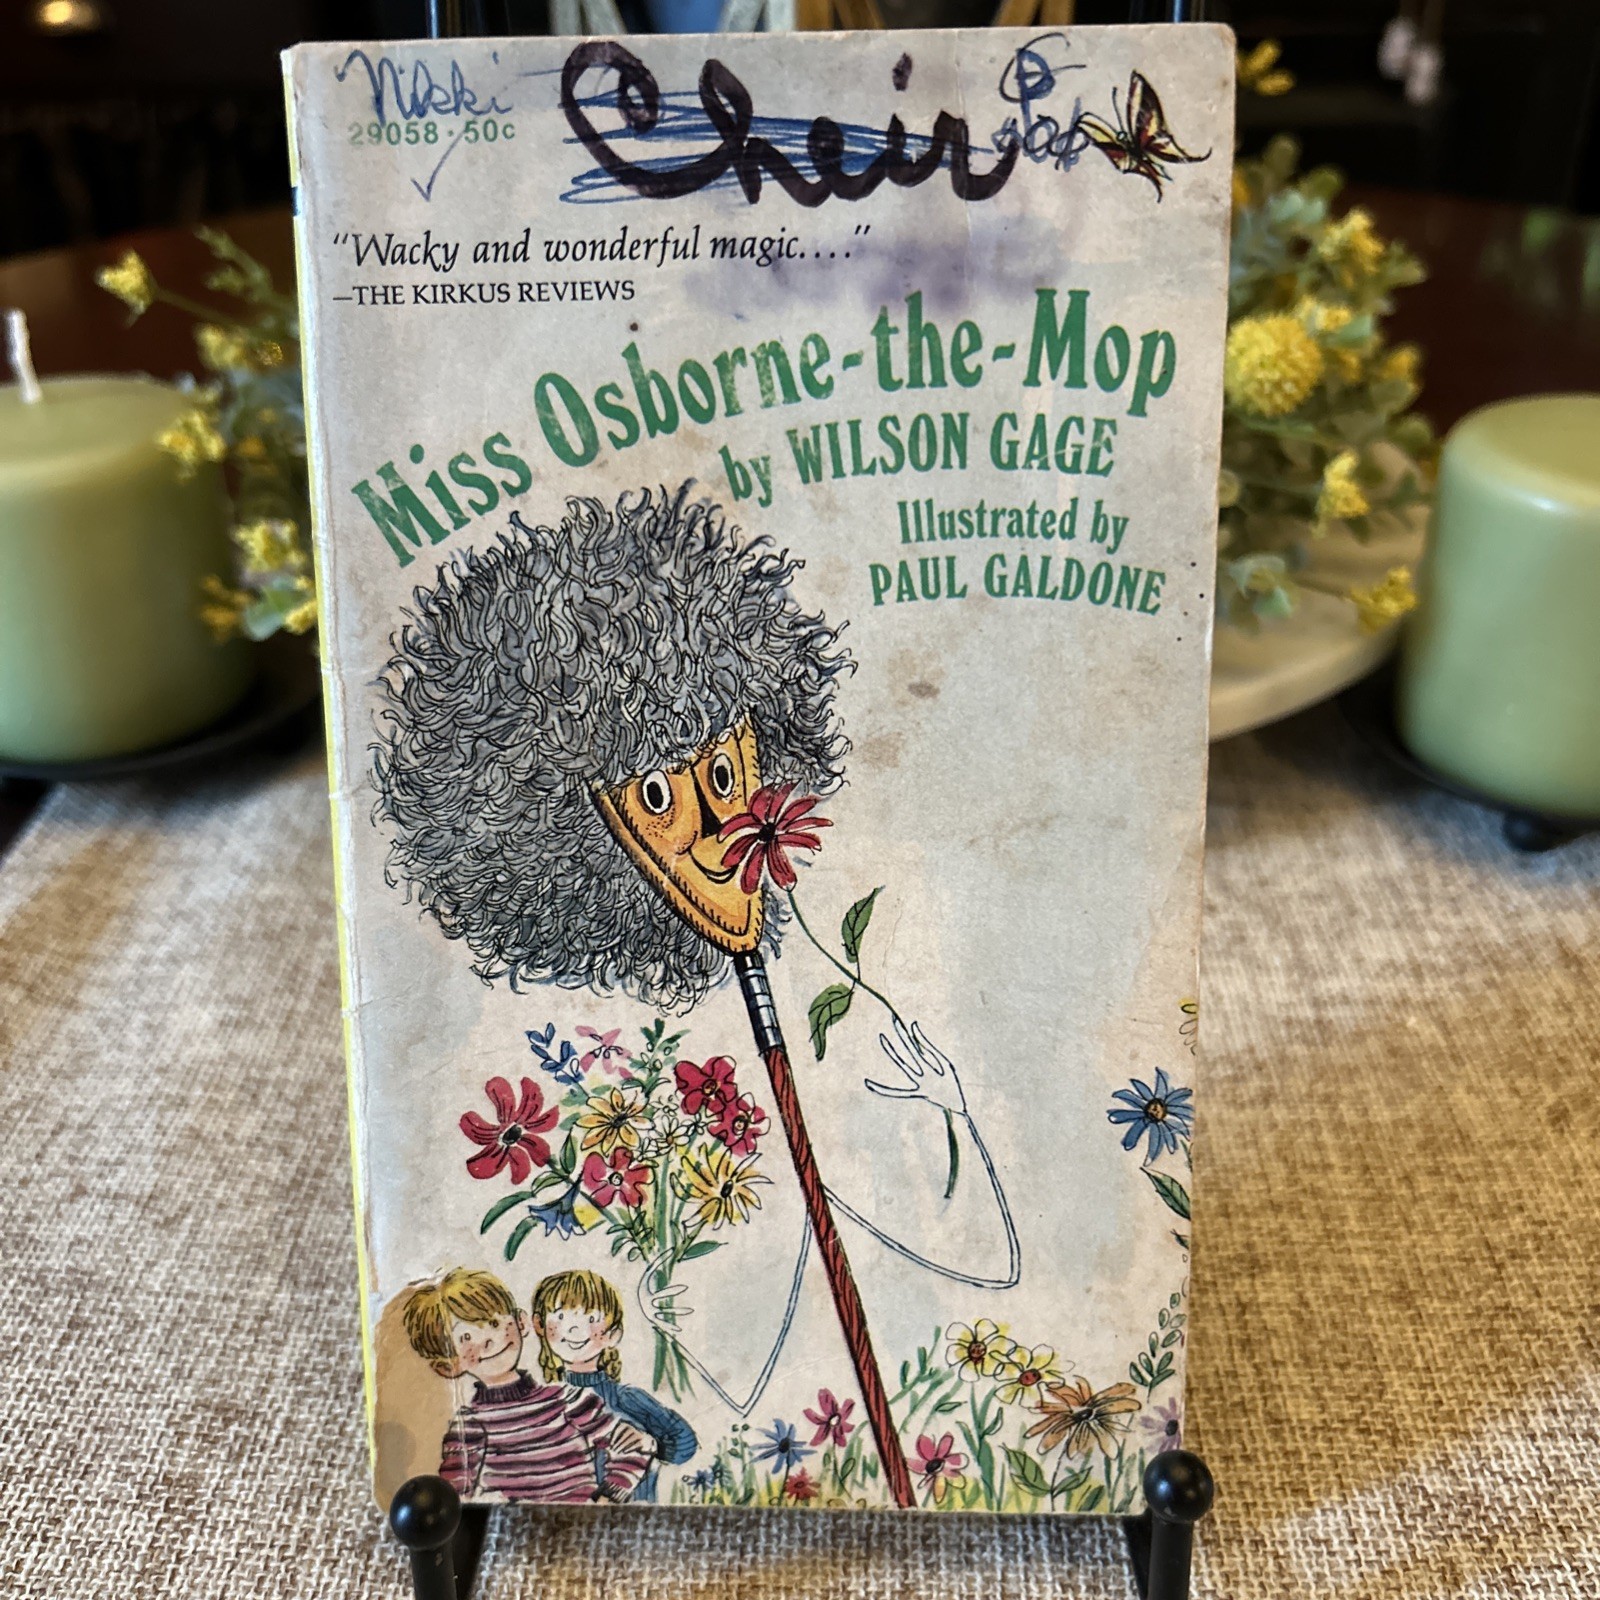 Nikki
Cheir
29058·50c
"Wacky and wonderful magic...."
—THE KIRKUS REVIEWS
Miss Osborne-the-Mop
by WILSON GAGE
Illustrated by
PAUL GALDONE